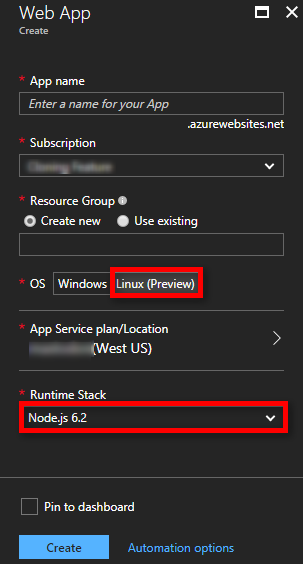 Web App
Create
* App name
Enter a name for your App
.azurewebsites.net
* Subscription
* Resource Group
Create new Use existing
* OS Windows Linux (Preview)
* App Service plan/Location
(West US)
* Runtime Stack
Node.js 6.2
Pin to dashboard
Create Automation options